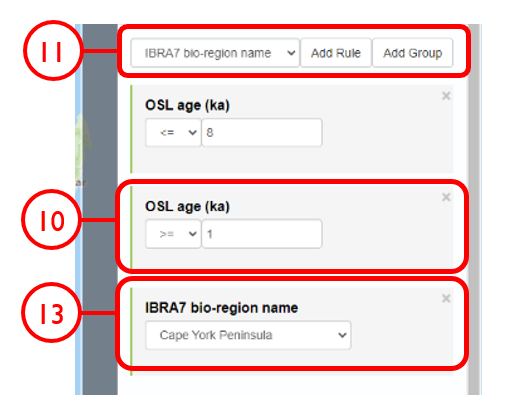 11
IBRA7 bio-region name Add Rule Add Group
×
OSL age (ka)
<= 8
×
10
OSL age (ka)
>= 1
×
13
IBRA7 bio-region name
Cape York Peninsula